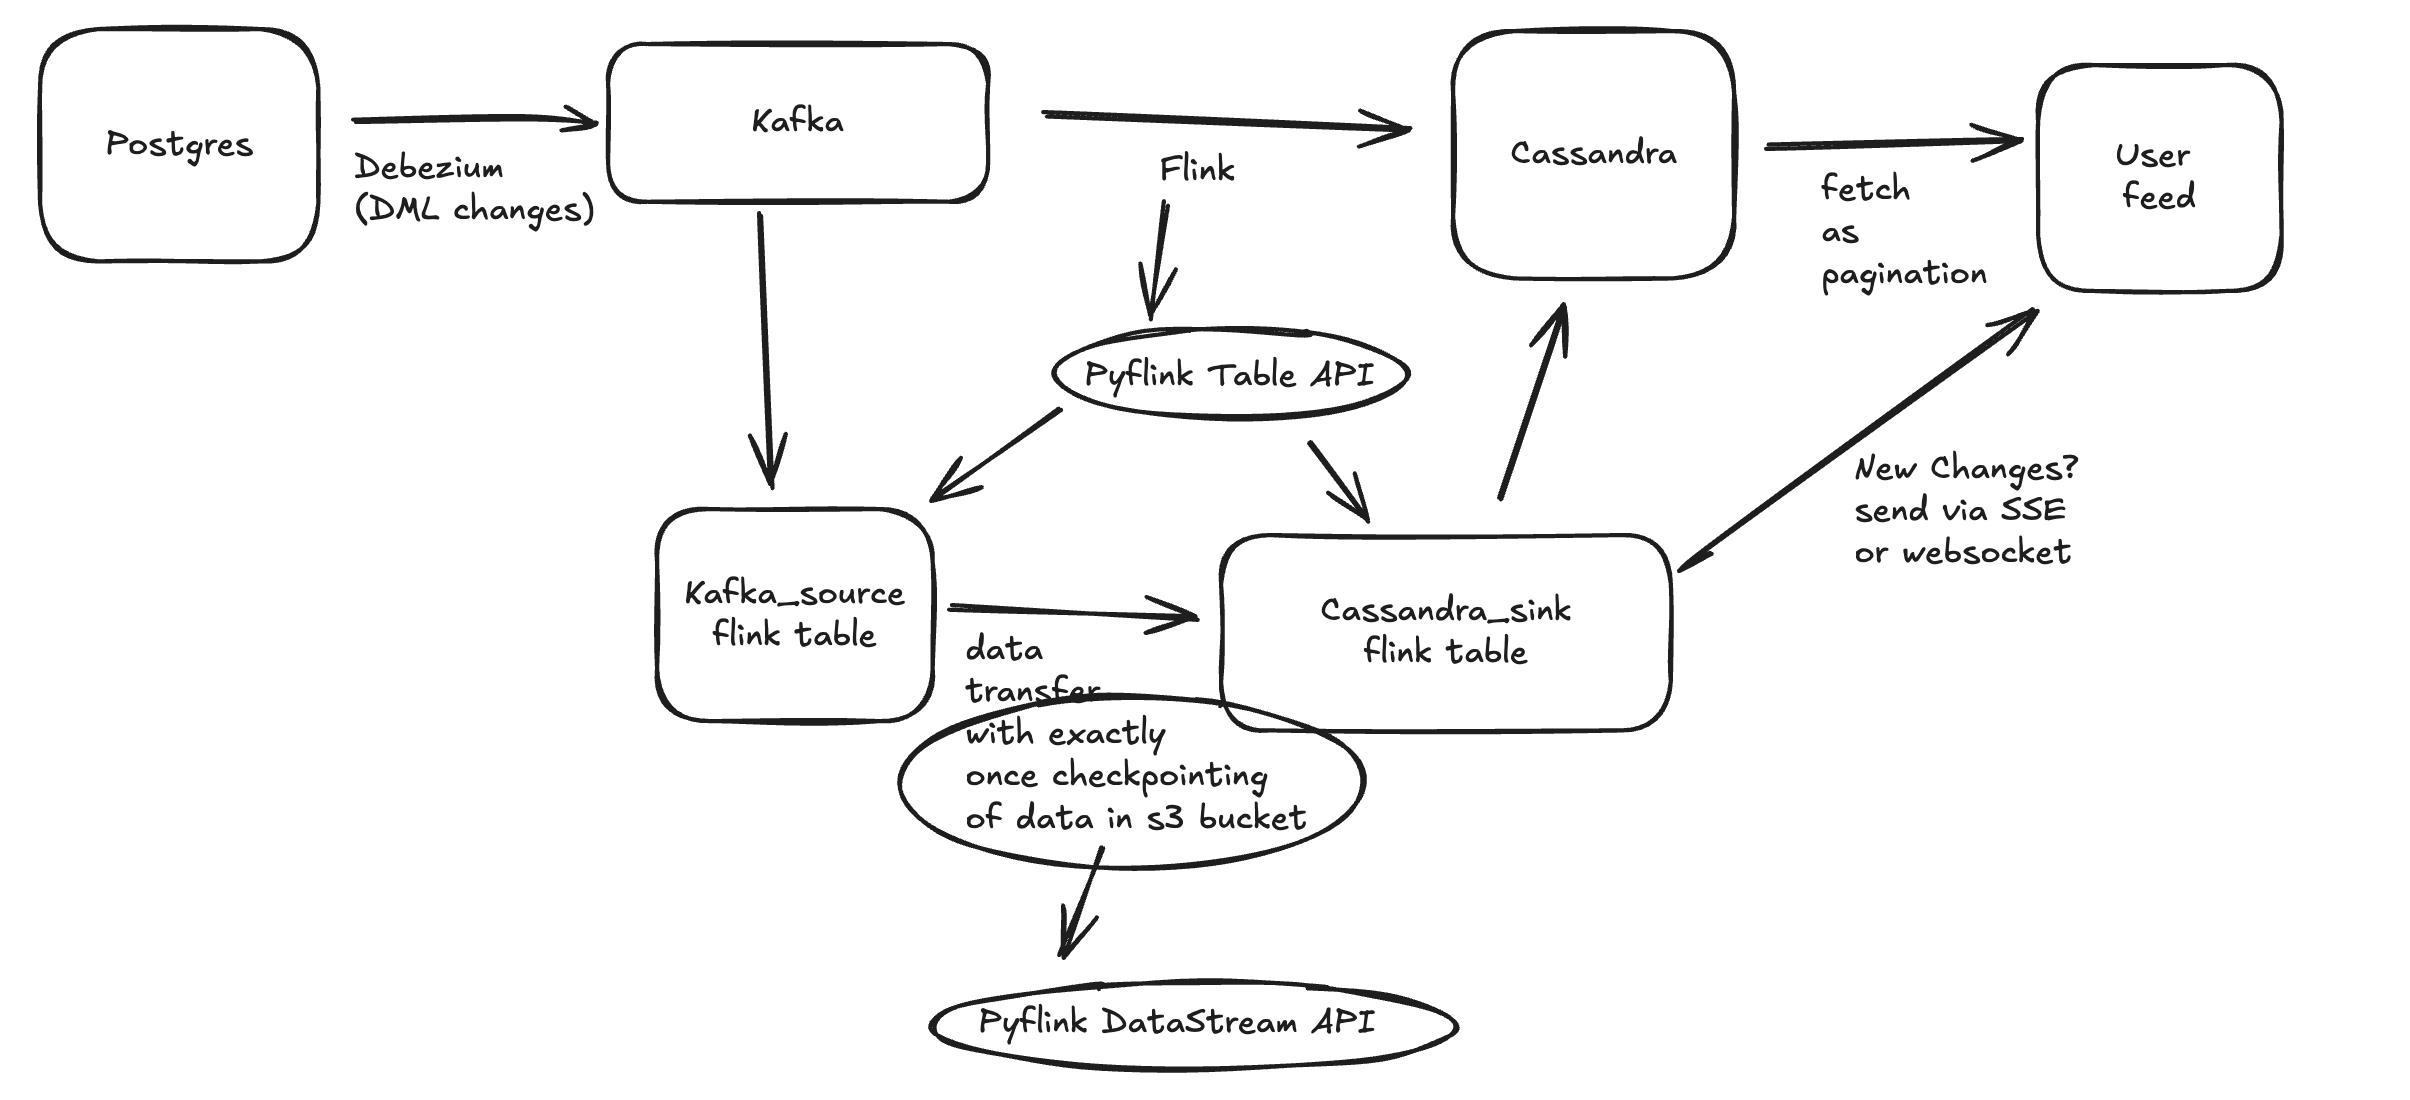 Postgres
Debezium
(DML changes)
Kafka
Flink
Cassandra
fetch
as
pagination
User
feed
Pyflink Table API
New Changes?
send via SSE
or websocket
Kafka_source
flink table
data
transfer
with exactly
once checkpointing
of data in s3 bucket
Cassandra_sink
flink table
Pyflink DataStream API